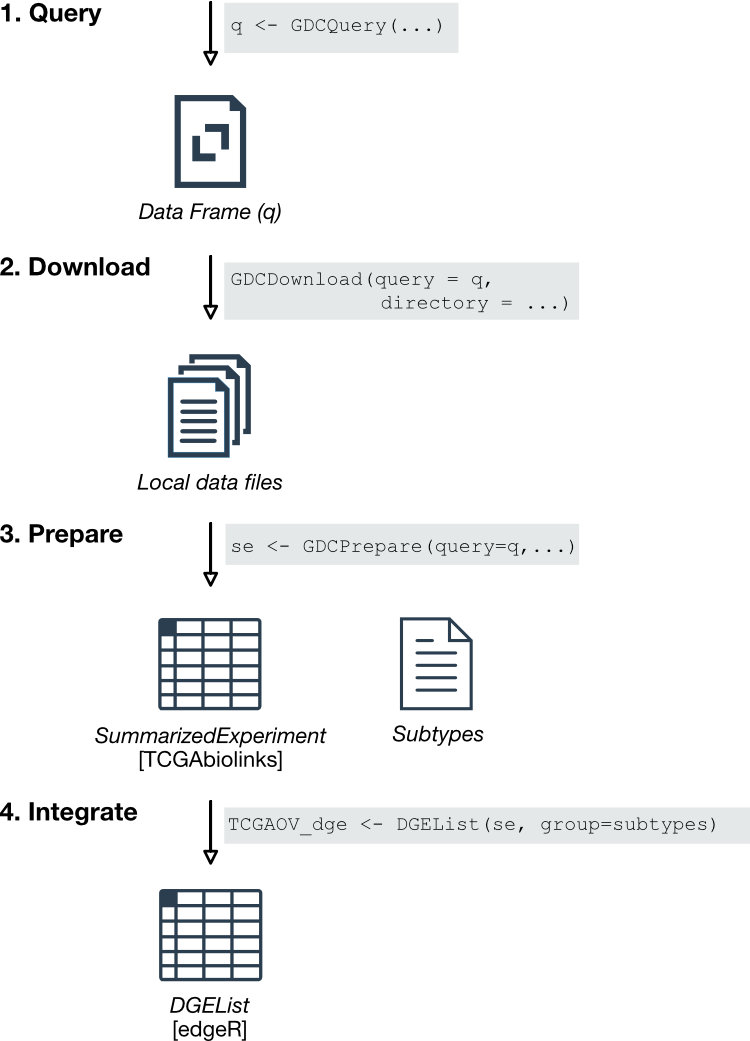 1. Query
q <- GDCQuery(...)
Data Frame (q)
2. Download
GDCDownload(query = q,
directory = ...)
Local data files
3. Prepare
se <- GDCPrepare(query=q,...)
SummarizedExperiment
[TCGAbiolinks]
Subtypes
4. Integrate
TCGAOV_dge <- DGEList(se, group=subtypes)
DGEList
[edgeR]